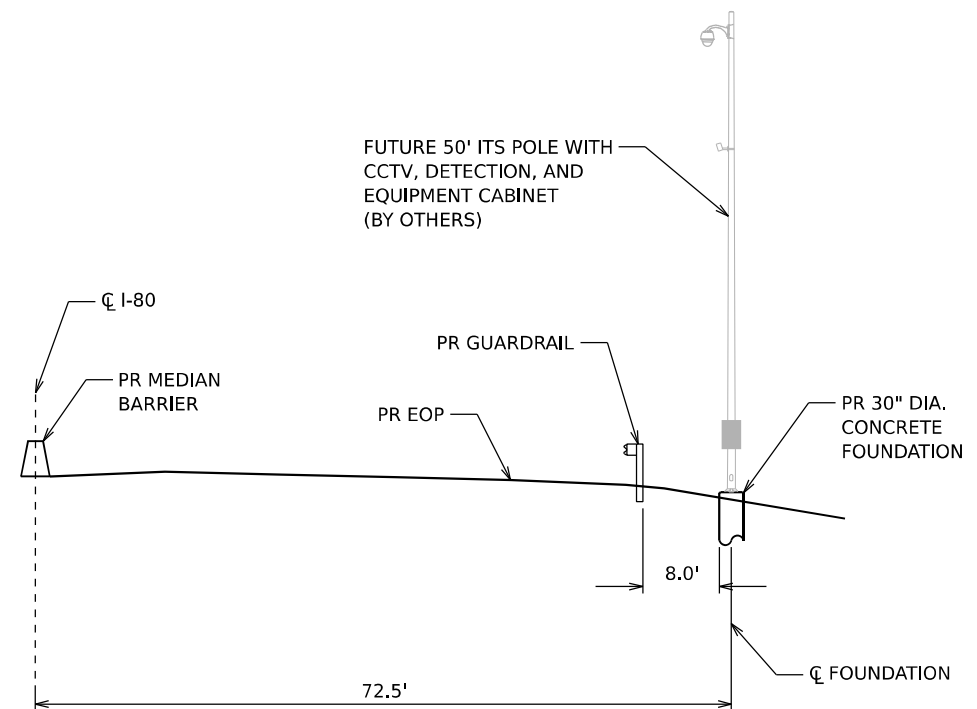 FUTURE 50' ITS POLE WITH
CCTV, DETECTION, AND
EQUIPMENT CABINET
(BY OTHERS)
℄ I-80
PR GUARDRAIL
PR MEDIAN
BARRIER
PR EOP
PR 30" DIA.
CONCRETE
FOUNDATION
8.0'
℄ FOUNDATION
72.5'